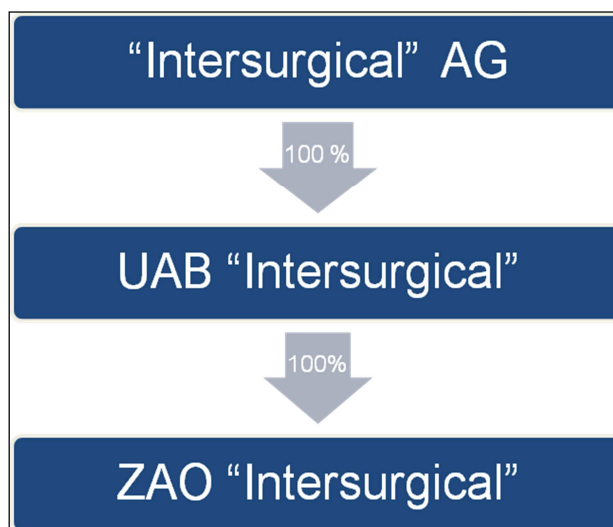 “Intersurgical” AG
100 %
UAB “Intersurgical”
100%
ZAO “Intersurgical”